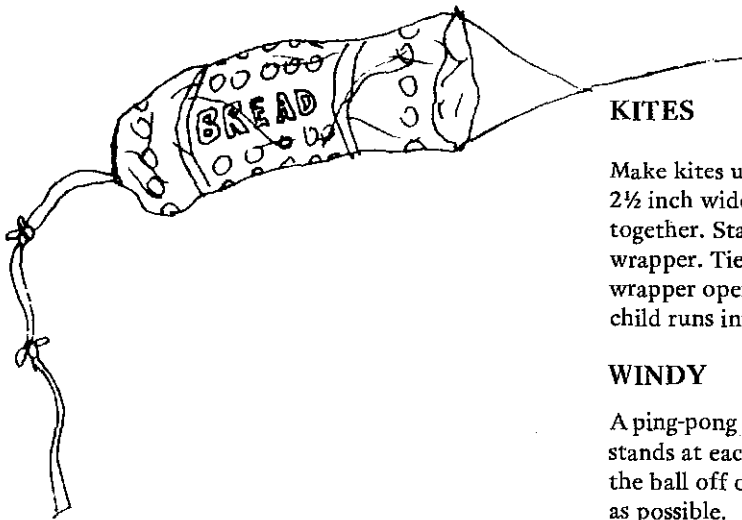 BREAD
KITES
Make kites u
2½ inch wide
together. Sta
wrapper. Tie
wrapper ope
child runs in
WINDY
A ping-pong
stands at eac
the ball off o
as possible.